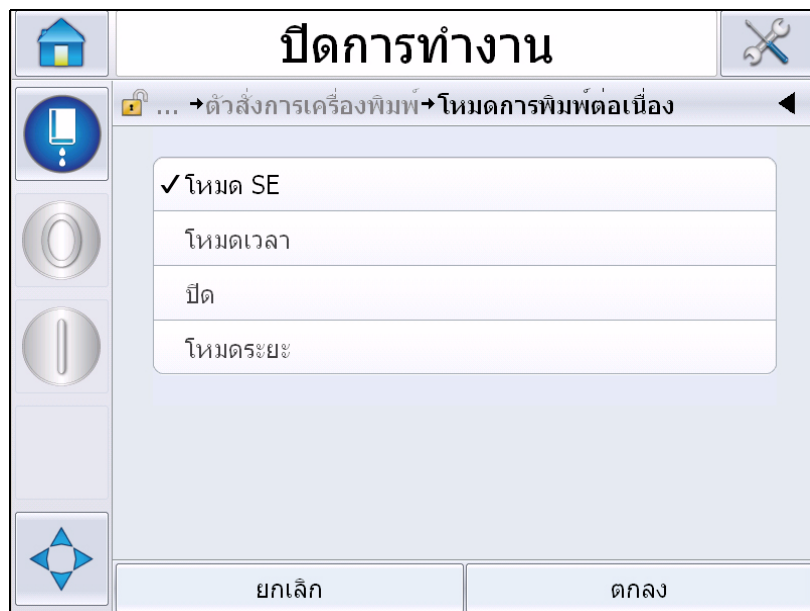 ปิดการทำงาน
... →ตัวสั่งการเครื่องพิมพ์→โหมดการพิมพ์ต่อเนื่อง
✓ โหมด SE
โหมดเวลา
ปิด
โหมดระยะ
ยกเลิก
ตกลง